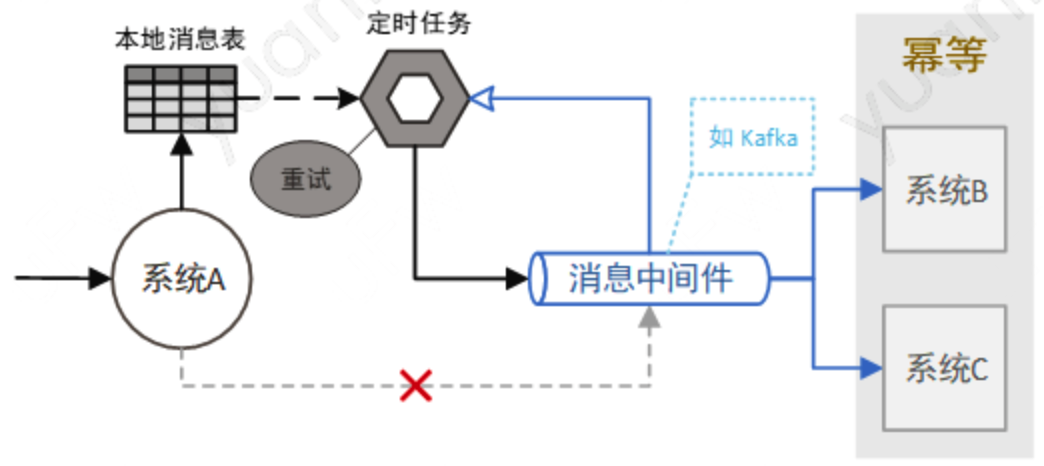 本地消息表
定时任务
幂等
如 Kafka
重试
系统B
系统A
消息中间件
系统C